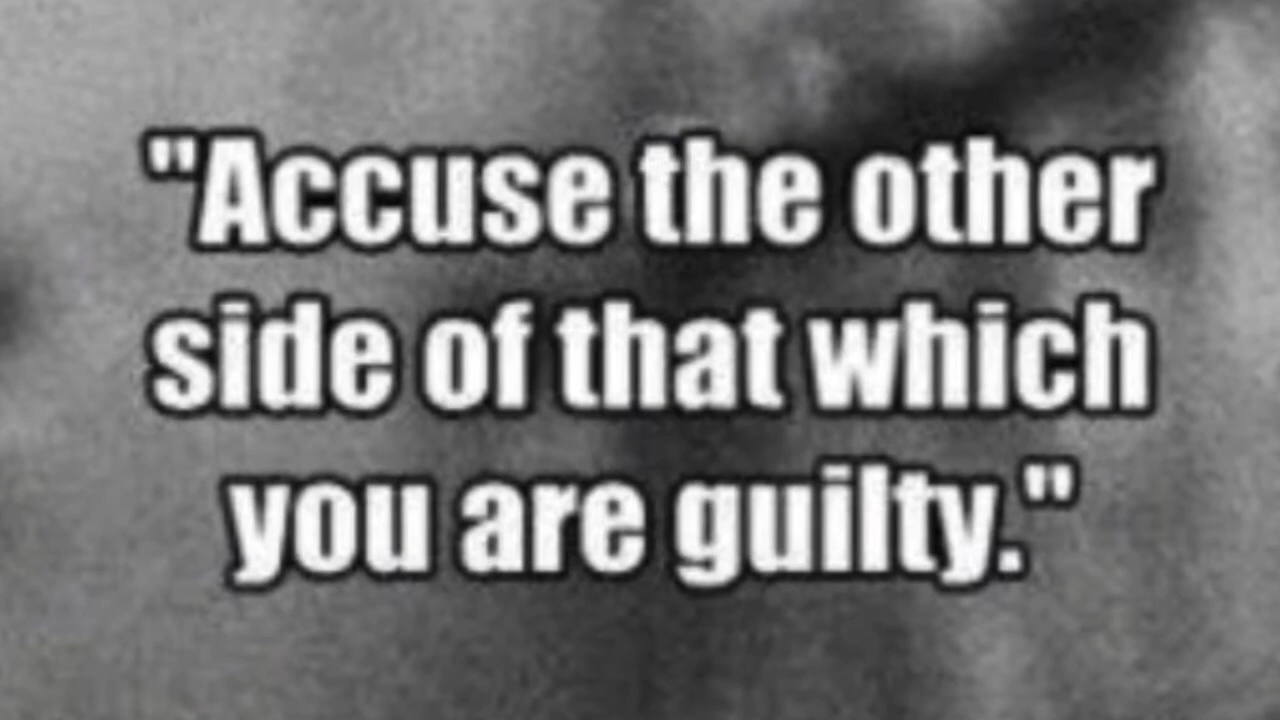 "Accuse the other
side of that which
you are guilty."